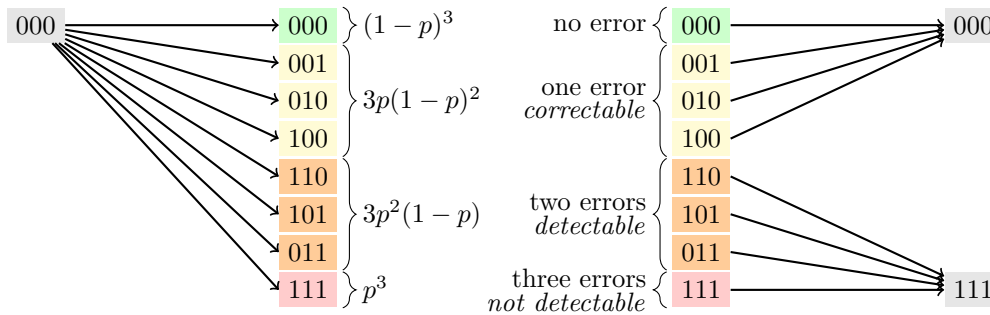 000 000 (1 − p)³ no error 000 000
001 001
010 3p(1 − p)² one error 010
correctable
100 100
110 110
101 3p²(1 − p) two errors 101
detectable
011 011
111 p³ three errors 111 111
not detectable